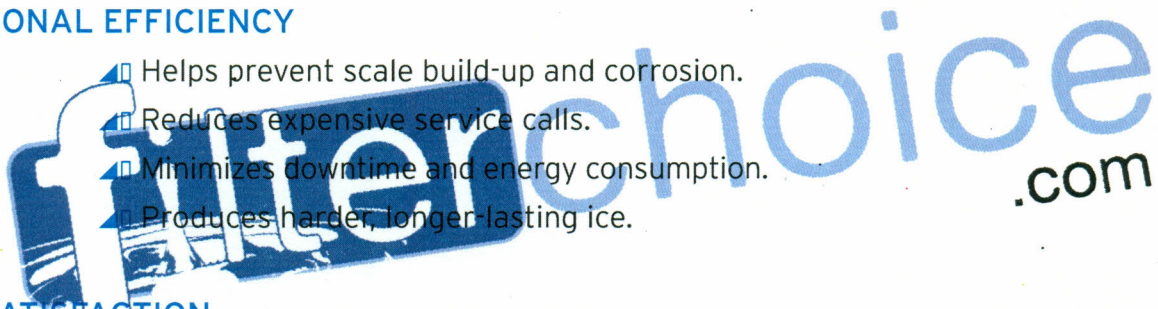 ONAL EFFICIENCY
Helps prevent scale build-up and corrosion.
Reduces expensive service calls.
Minimizes downtime and energy consumption.
Produces harder, longer-lasting ice.
filterchoice
.com
ATISFACTION